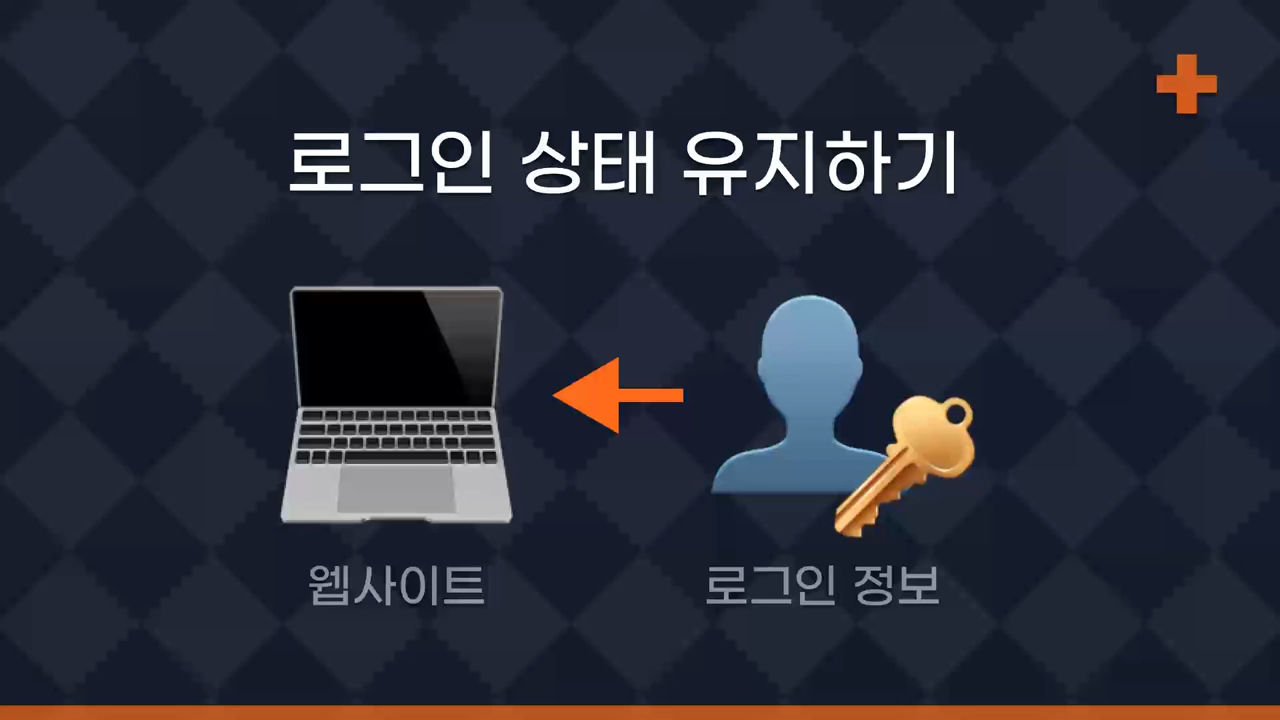 로그인 상태 유지하기
웹사이트
로그인 정보